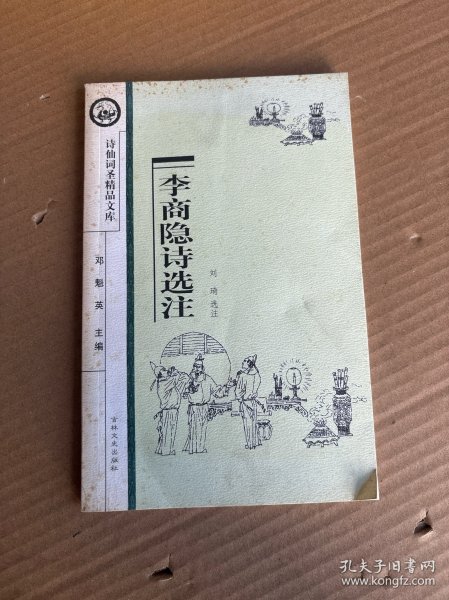 诗仙词圣精品文库
邓魁英 主编
吉林文史出版社
李商隐诗选注
刘琦选注
孔夫子旧书网
www.kongfz.com